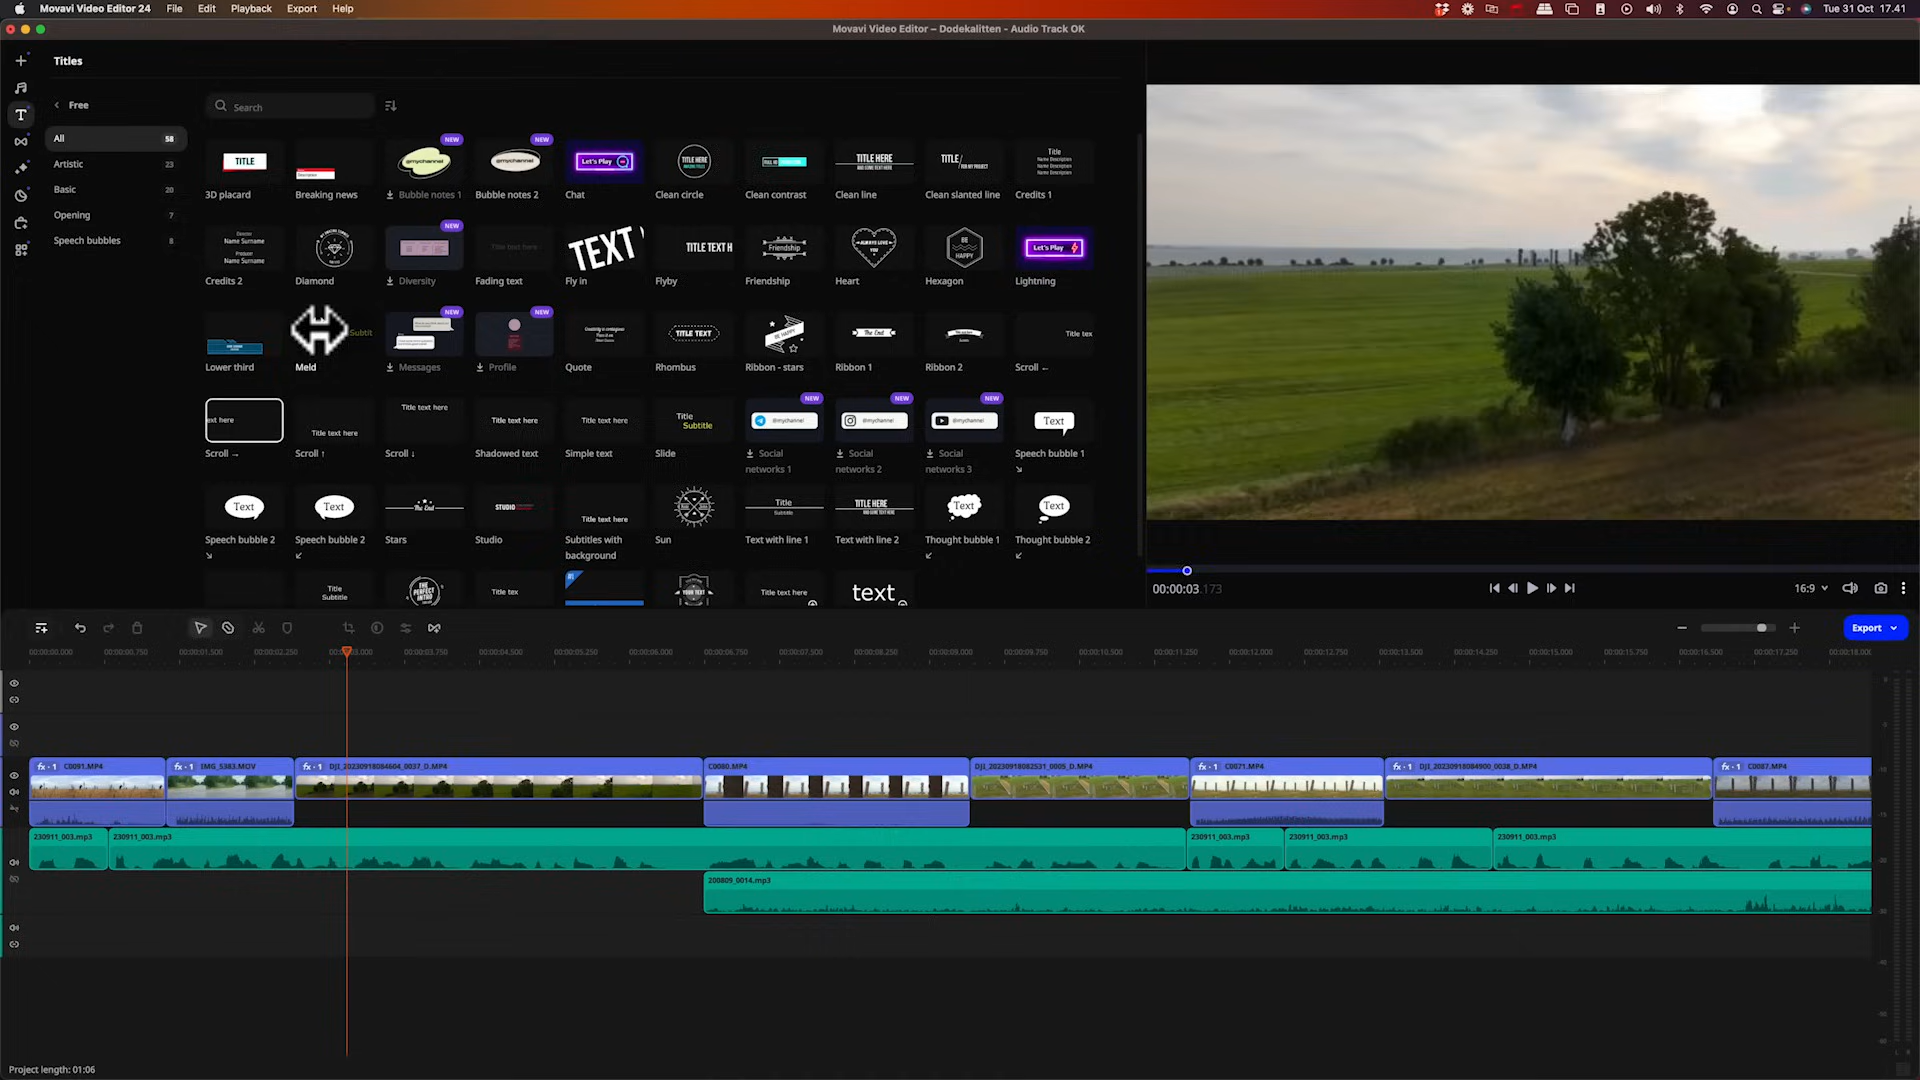 Movavi Video Editor 24 File Edit Playback Export Help
Tue 31 Oct 17.41
Movavi Video Editor – Dodekalitten - Audio Track OK
Titles
Free
Search
All 58
Artistic 23
Basic 20
Opening 7
Speech bubbles 8
TITLE
NEW
@mychannel
NEW
@mychannel
Let's Play
TITLE HERE
TITLE HERE
AND SOME TEXT HERE
TITLE/
FOR MY PROJECT
Title
Name Description
Name Description
Name Description
3D placard
Breaking news
Bubble notes 1
Bubble notes 2
Chat
Clean circle
Clean contrast
Clean line
Clean slanted line
Credits 1
Director
Name Surname
Producer
Name Surname
NEW
Title text here
TEXT
TITLE TEXT H
Friendship
ALWAYS LOVE
YOU
BE
HAPPY
Let's Play
Credits 2
Diamond
Diversity
Fading text
Fly in
Flyby
Friendship
Heart
Hexagon
Lightning
Subtit
NEW
NEW
TITLE TEXT
BE HAPPY
The End
Title tex
Lower third
Meld
Messages
Profile
Quote
Rhombus
Ribbon - stars
Ribbon 1
Ribbon 2
Scroll ←
ext here
Title text here
Title text here
Title text here
Title text here
Title
Subtitle
NEW
@mychannel
NEW
@mychannel
NEW
@mychannel
Text
Scroll →
Scroll ↑
Scroll ↓
Shadowed text
Simple text
Slide
Social
networks 1
Social
networks 2
Social
networks 3
Speech bubble 1
↘
Text
Text
The End
STUDIO
Title text here
Title
Subtitle
TITLE HERE
AND SOME TEXT HERE
Text
Text
Speech bubble 2
↘
Speech bubble 2
↙
Stars
Studio
Subtitles with
background
Sun
Text with line 1
Text with line 2
Thought bubble 1
↙
Thought bubble 2
↙
Title
Subtitle
THE
PERFECT
INTRO
Title tex
YOUR TEXT
Title text here
text
00:00:03.173
16:9
Export
00:00:00.000 00:00:00.750 00:00:01.500 00:00:02.250 00:00:03.000 00:00:03.750 00:00:04.500 00:00:05.250 00:00:06.000 00:00:06.750 00:00:07.500 00:00:08.250 00:00:09.000 00:00:09.750 00:00:10.500 00:00:11.250 00:00:12.000 00:00:12.750 00:00:13.500 00:00:14.250 00:00:15.000 00:00:15.750 00:00:16.500 00:00:17.250 00:00:18.000
fx · 1 C0091.MP4
fx · 1 IMG_5383.MOV
fx · 1 DJI_20230918084604_0037_D.MP4
C0080.MP4
DJI_20230918082531_0005_D.MP4
fx · 1 C0071.MP4
fx · 1 DJI_20230918084900_0038_D.MP4
fx · 1 C0087.MP4
230911_003.mp3
230911_003.mp3
230911_003.mp3
230911_003.mp3
230911_003.mp3
200809_0014.mp3
Project length: 01:06